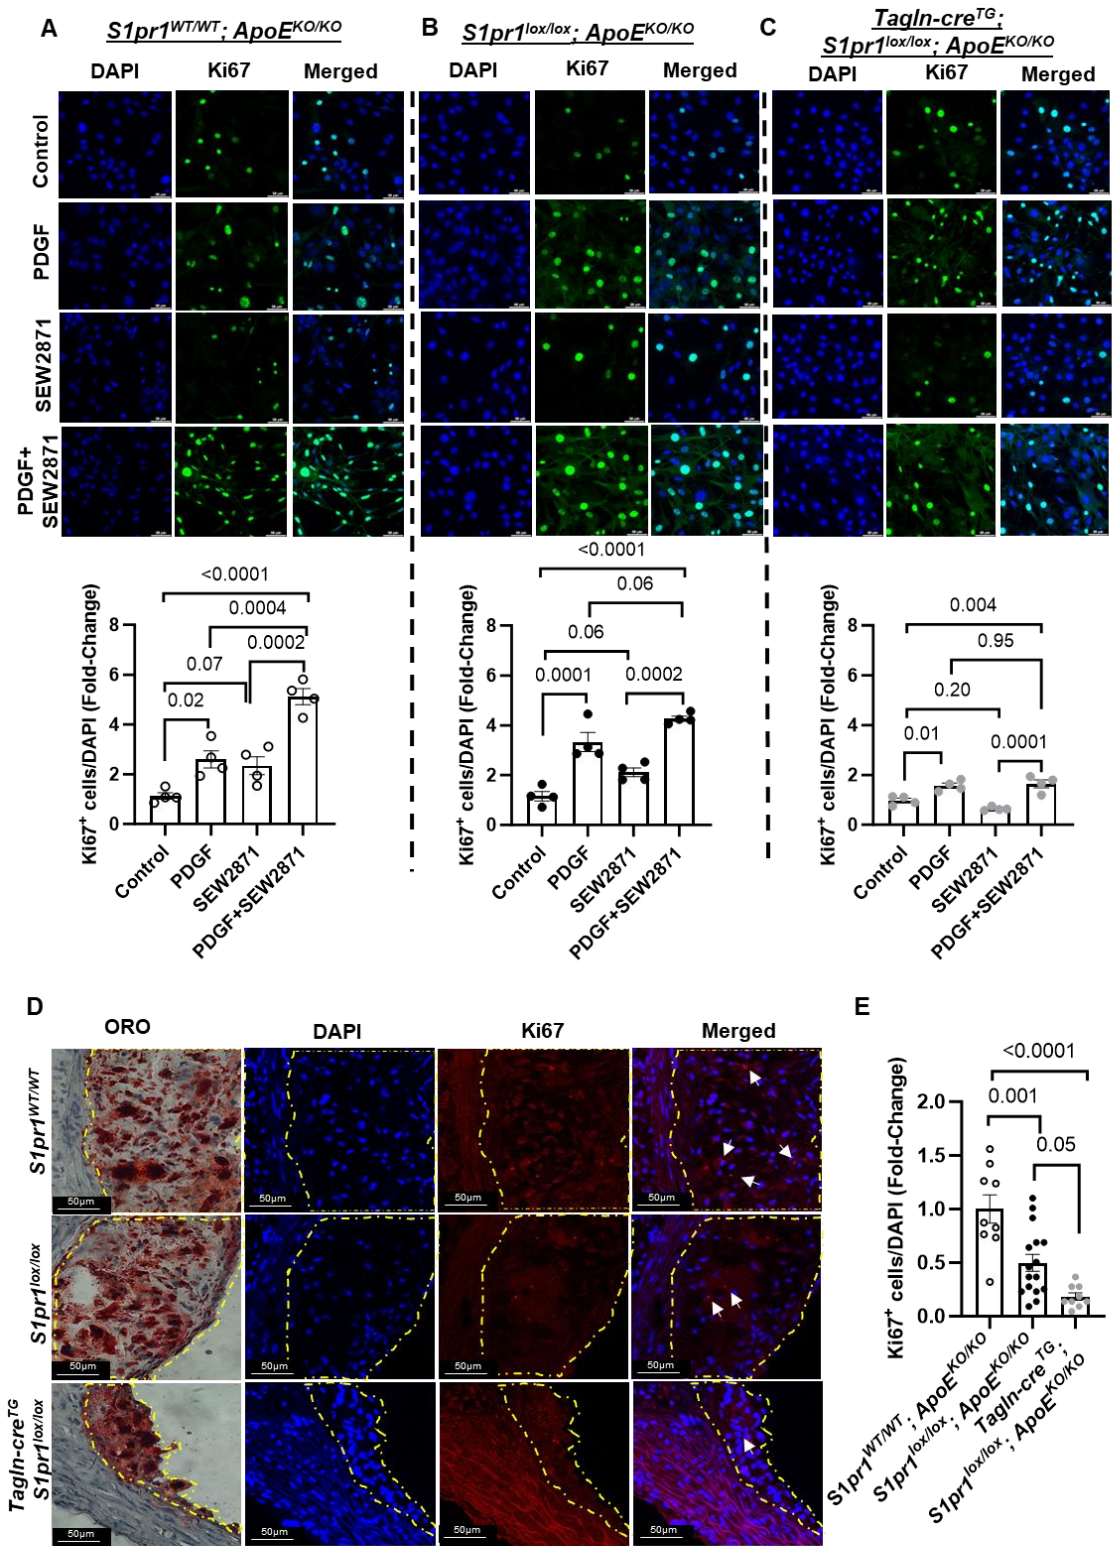 A
S1pr1WT/WT; ApoEKO/KO
DAPI Ki67 Merged
B
S1pr1lox/lox; ApoEKO/KO
DAPI Ki67 Merged
C
Tagln-creTG;
S1pr1lox/lox; ApoEKO/KO
DAPI Ki67 Merged
Control
PDGF
SEW2871
PDGF+
SEW2871
Ki67+ cells/DAPI (Fold-Change)
<0.0001
0.0004
0.0002
0.07
0.02
8
6
4
2
0
Control
PDGF
SEW2871
PDGF+SEW2871
Ki67+ cells/DAPI (Fold-Change)
<0.0001
0.06
0.06
0.0001
0.0002
8
6
4
2
0
Control
PDGF
SEW2871
PDGF+SEW2871
Ki67+ cells/DAPI (Fold-Change)
0.004
0.95
0.20
0.01
0.0001
8
6
4
2
0
Control
PDGF
SEW2871
PDGF+SEW2871
D
ORO DAPI Ki67 Merged
S1pr1WT/WT
50µm 50µm 50µm 50µm
S1pr1lox/lox
50µm 50µm 50µm 50µm
Tagln-creTG
S1pr1lox/lox
50µm 50µm 50µm 50µm
E
Ki67+ cells/DAPI (Fold-Change)
<0.0001
0.001
0.05
2.0
1.5
1.0
0.5
0.0
S1pr1WT/WT; ApoEKO/KO
S1pr1lox/lox; ApoEKO/KO
Tagln-creTG;
S1pr1lox/lox; ApoEKO/KO